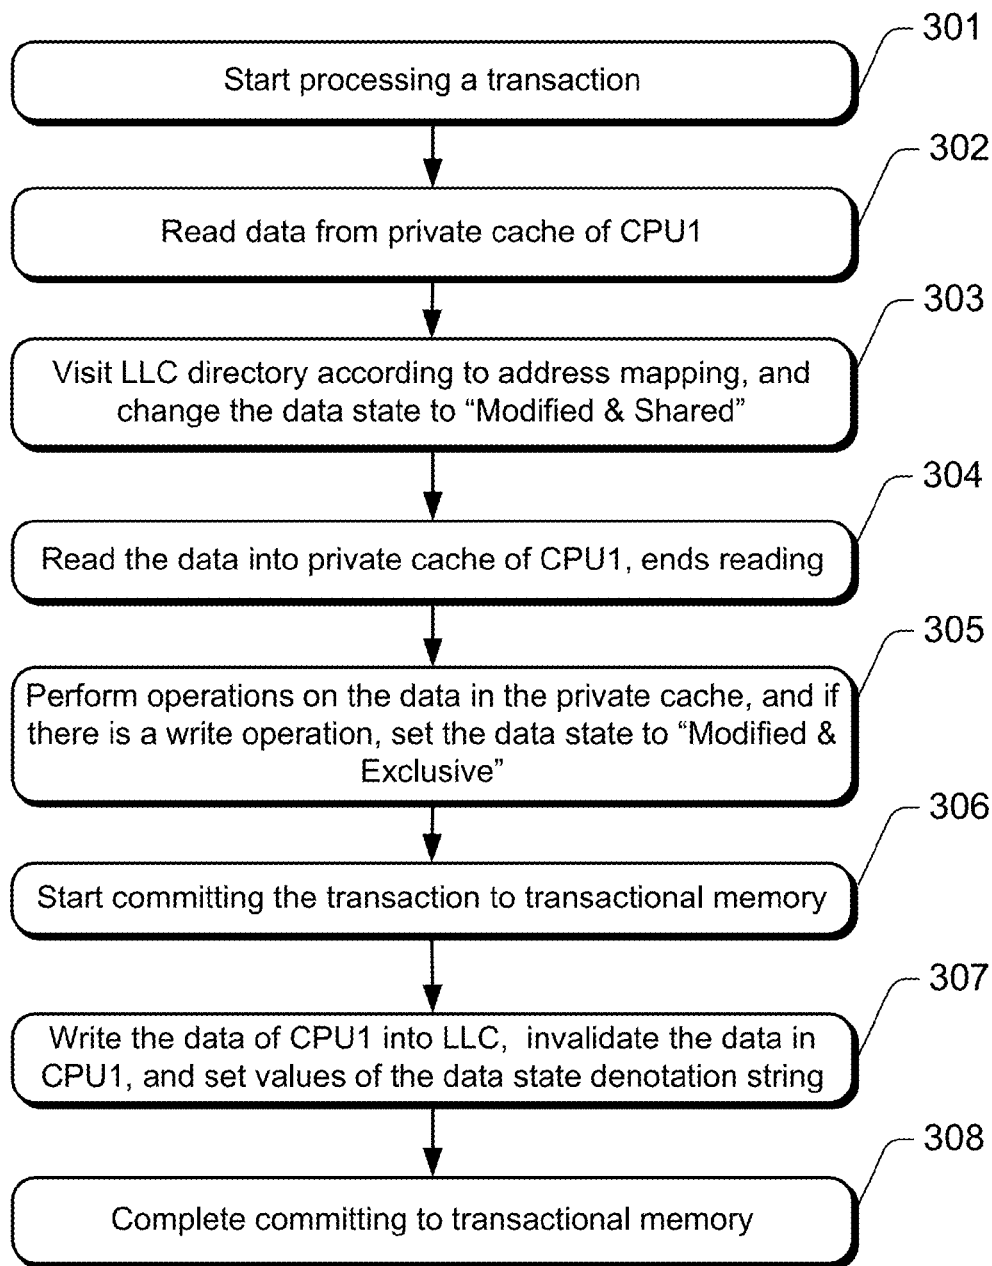 301
Start processing a transaction
302
Read data from private cache of CPU1
303
Visit LLC directory according to address mapping, and
change the data state to “Modified & Shared”
304
Read the data into private cache of CPU1, ends reading
305
Perform operations on the data in the private cache, and if
there is a write operation, set the data state to “Modified &
Exclusive”
306
Start committing the transaction to transactional memory
307
Write the data of CPU1 into LLC, invalidate the data in
CPU1, and set values of the data state denotation string
308
Complete committing to transactional memory